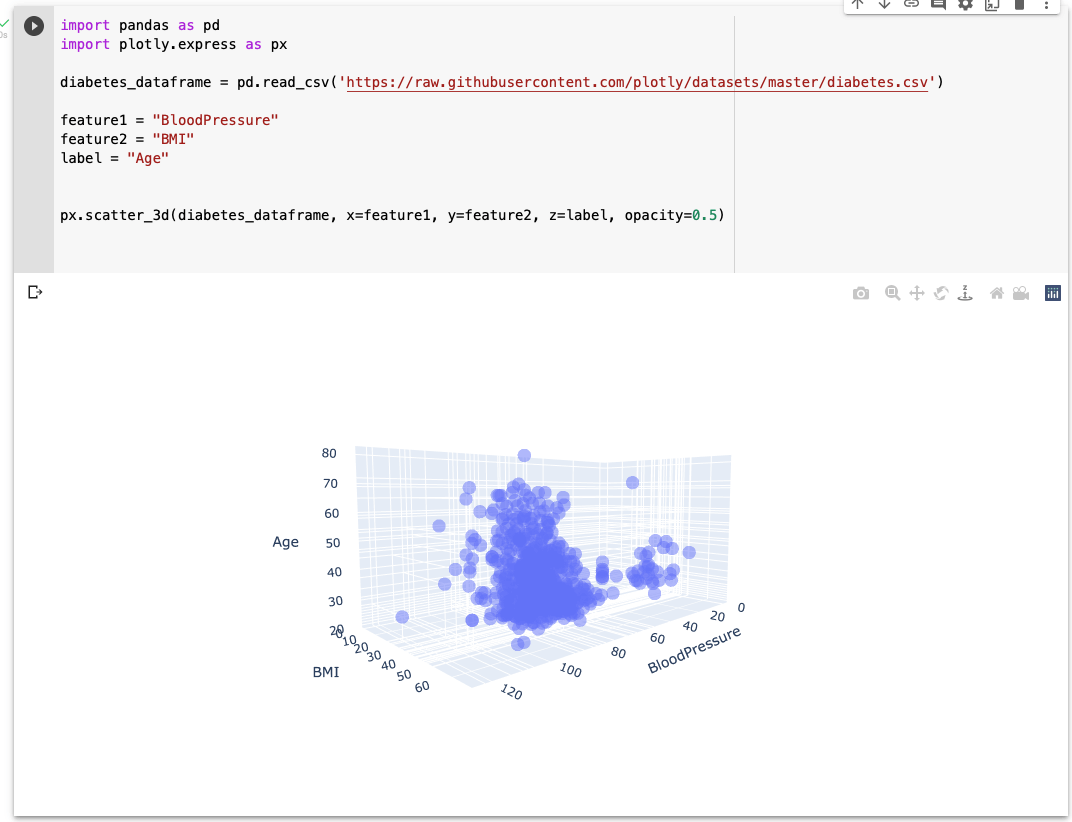 import pandas as pd
import plotly.express as px
diabetes_dataframe = pd.read_csv('https://raw.githubusercontent.com/plotly/datasets/master/diabetes.csv')
feature1 = "BloodPressure"
feature2 = "BMI"
label = "Age"
px.scatter_3d(diabetes_dataframe, x=feature1, y=feature2, z=label, opacity=0.5)
z
80
70
60
Age
50
40
30
20
0
10
20
30
40
50
60
BMI
120
100
80
60
40
20
0
BloodPressure